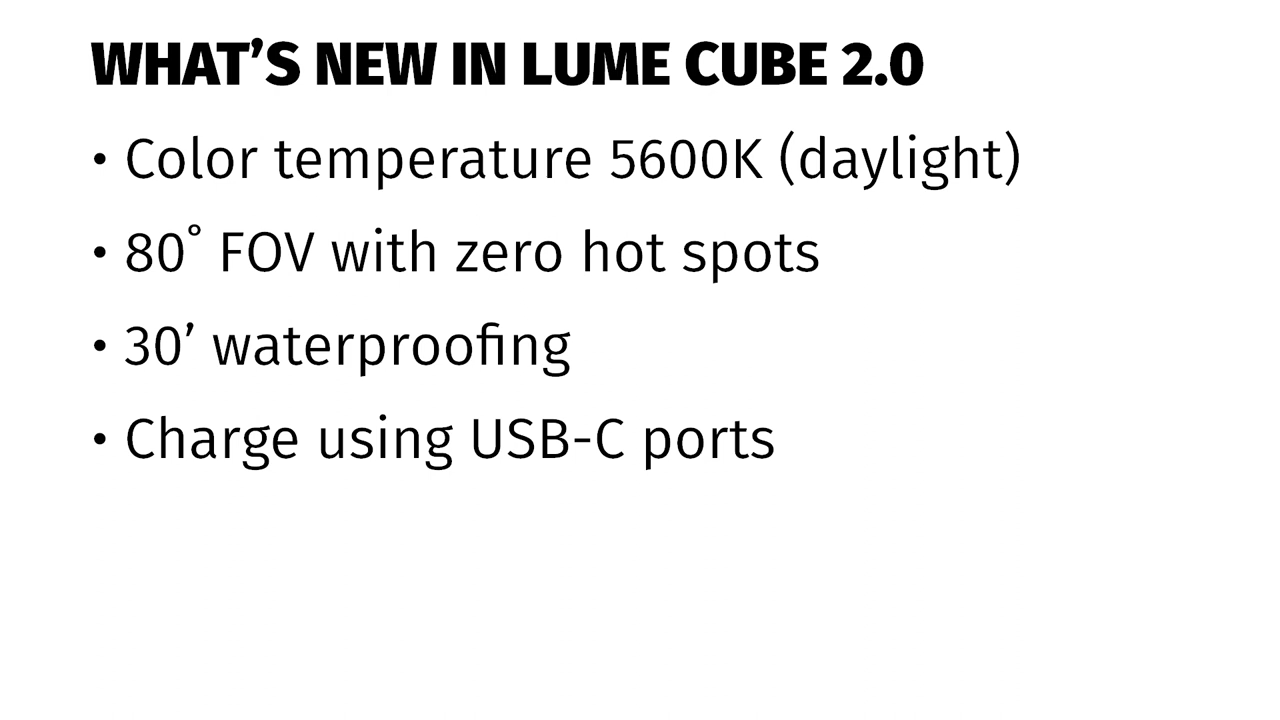 WHAT’S NEW IN LUME CUBE 2.0
• Color temperature 5600K (daylight)
• 80˚ FOV with zero hot spots
• 30’ waterproofing
• Charge using USB-C ports